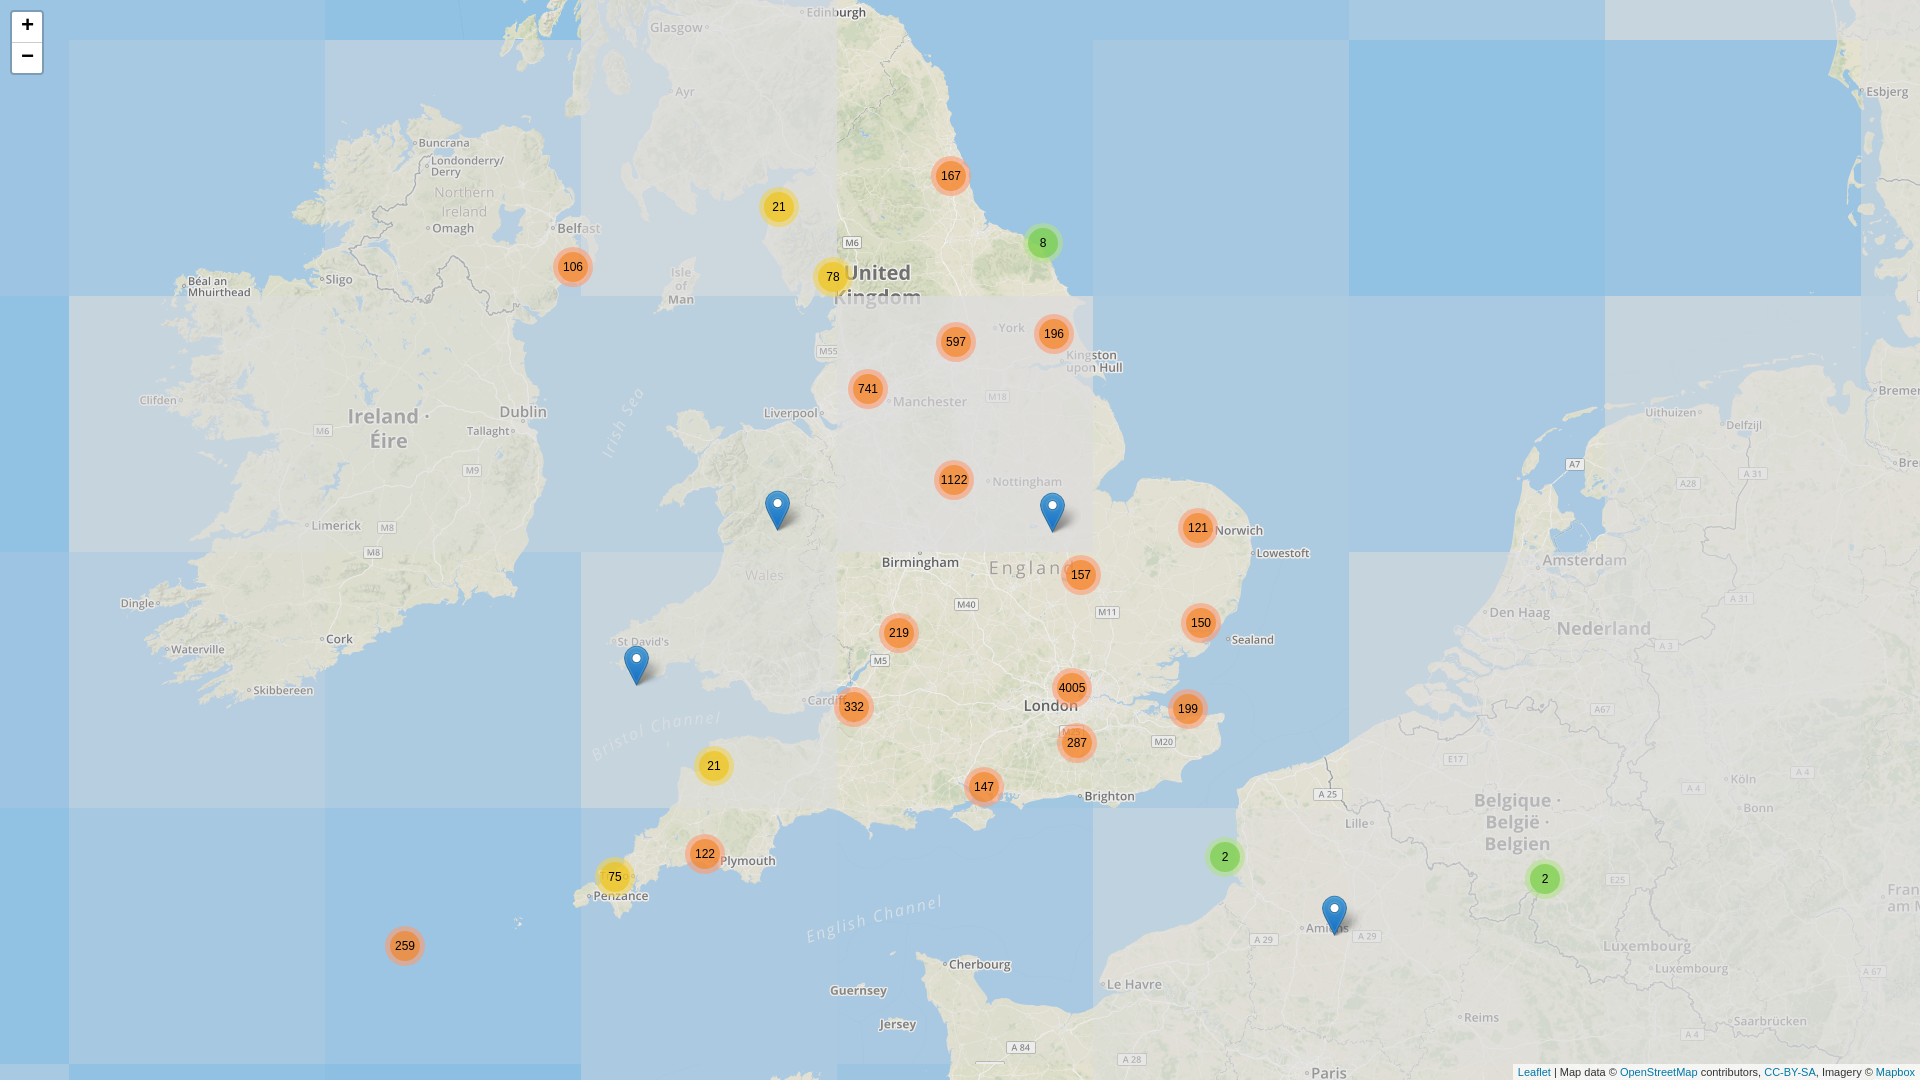 +
−
Edinburgh
Glasgow
Ayr
Esbjerg
Buncrana
Londonderry/
Derry
167
Northern
Ireland
21
Omagh
Belfast
M6
8
106
Isle
of
Man
78
United
Kingdom
Sligo
Béal an
Mhuirthead
York
196
597
M55
Kingston
upon Hull
741
Manchester
M18
Clifden
Ireland ·
Éire
Dublin
Tallaght
M6
Irish Sea
Liverpool
Uithuizen
Delfzijl
A7
A 31
A28
M9
1122
Nottingham
Limerick
M8
M8
121
Norwich
Lowestoft
Birmingham
England
157
Wales
Amsterdam
A 31
Dingle
M40
M11
Den Haag
Nederland
Cork
Waterville
St David's
219
150
Sealand
A 3
M5
Skibbereen
4005
London
Cardiff
332
199
A67
Bristol Channel
287
M20
E17
21
147
Brighton
A 25
Köln
A 4
Bonn
A 4
Belgique ·
België ·
Belgien
Lille
122
Plymouth
2
75
Penzance
2
E25
English Channel
Amiens
A 29
A 29
259
Luxembourg
Luxembourg
A 67
Cherbourg
Le Havre
Guernsey
Reims
Saarbrücken
Jersey
A 4
A 4
A 84
A 28
Paris
Leaflet | Map data © OpenStreetMap contributors, CC-BY-SA, Imagery © Mapbox